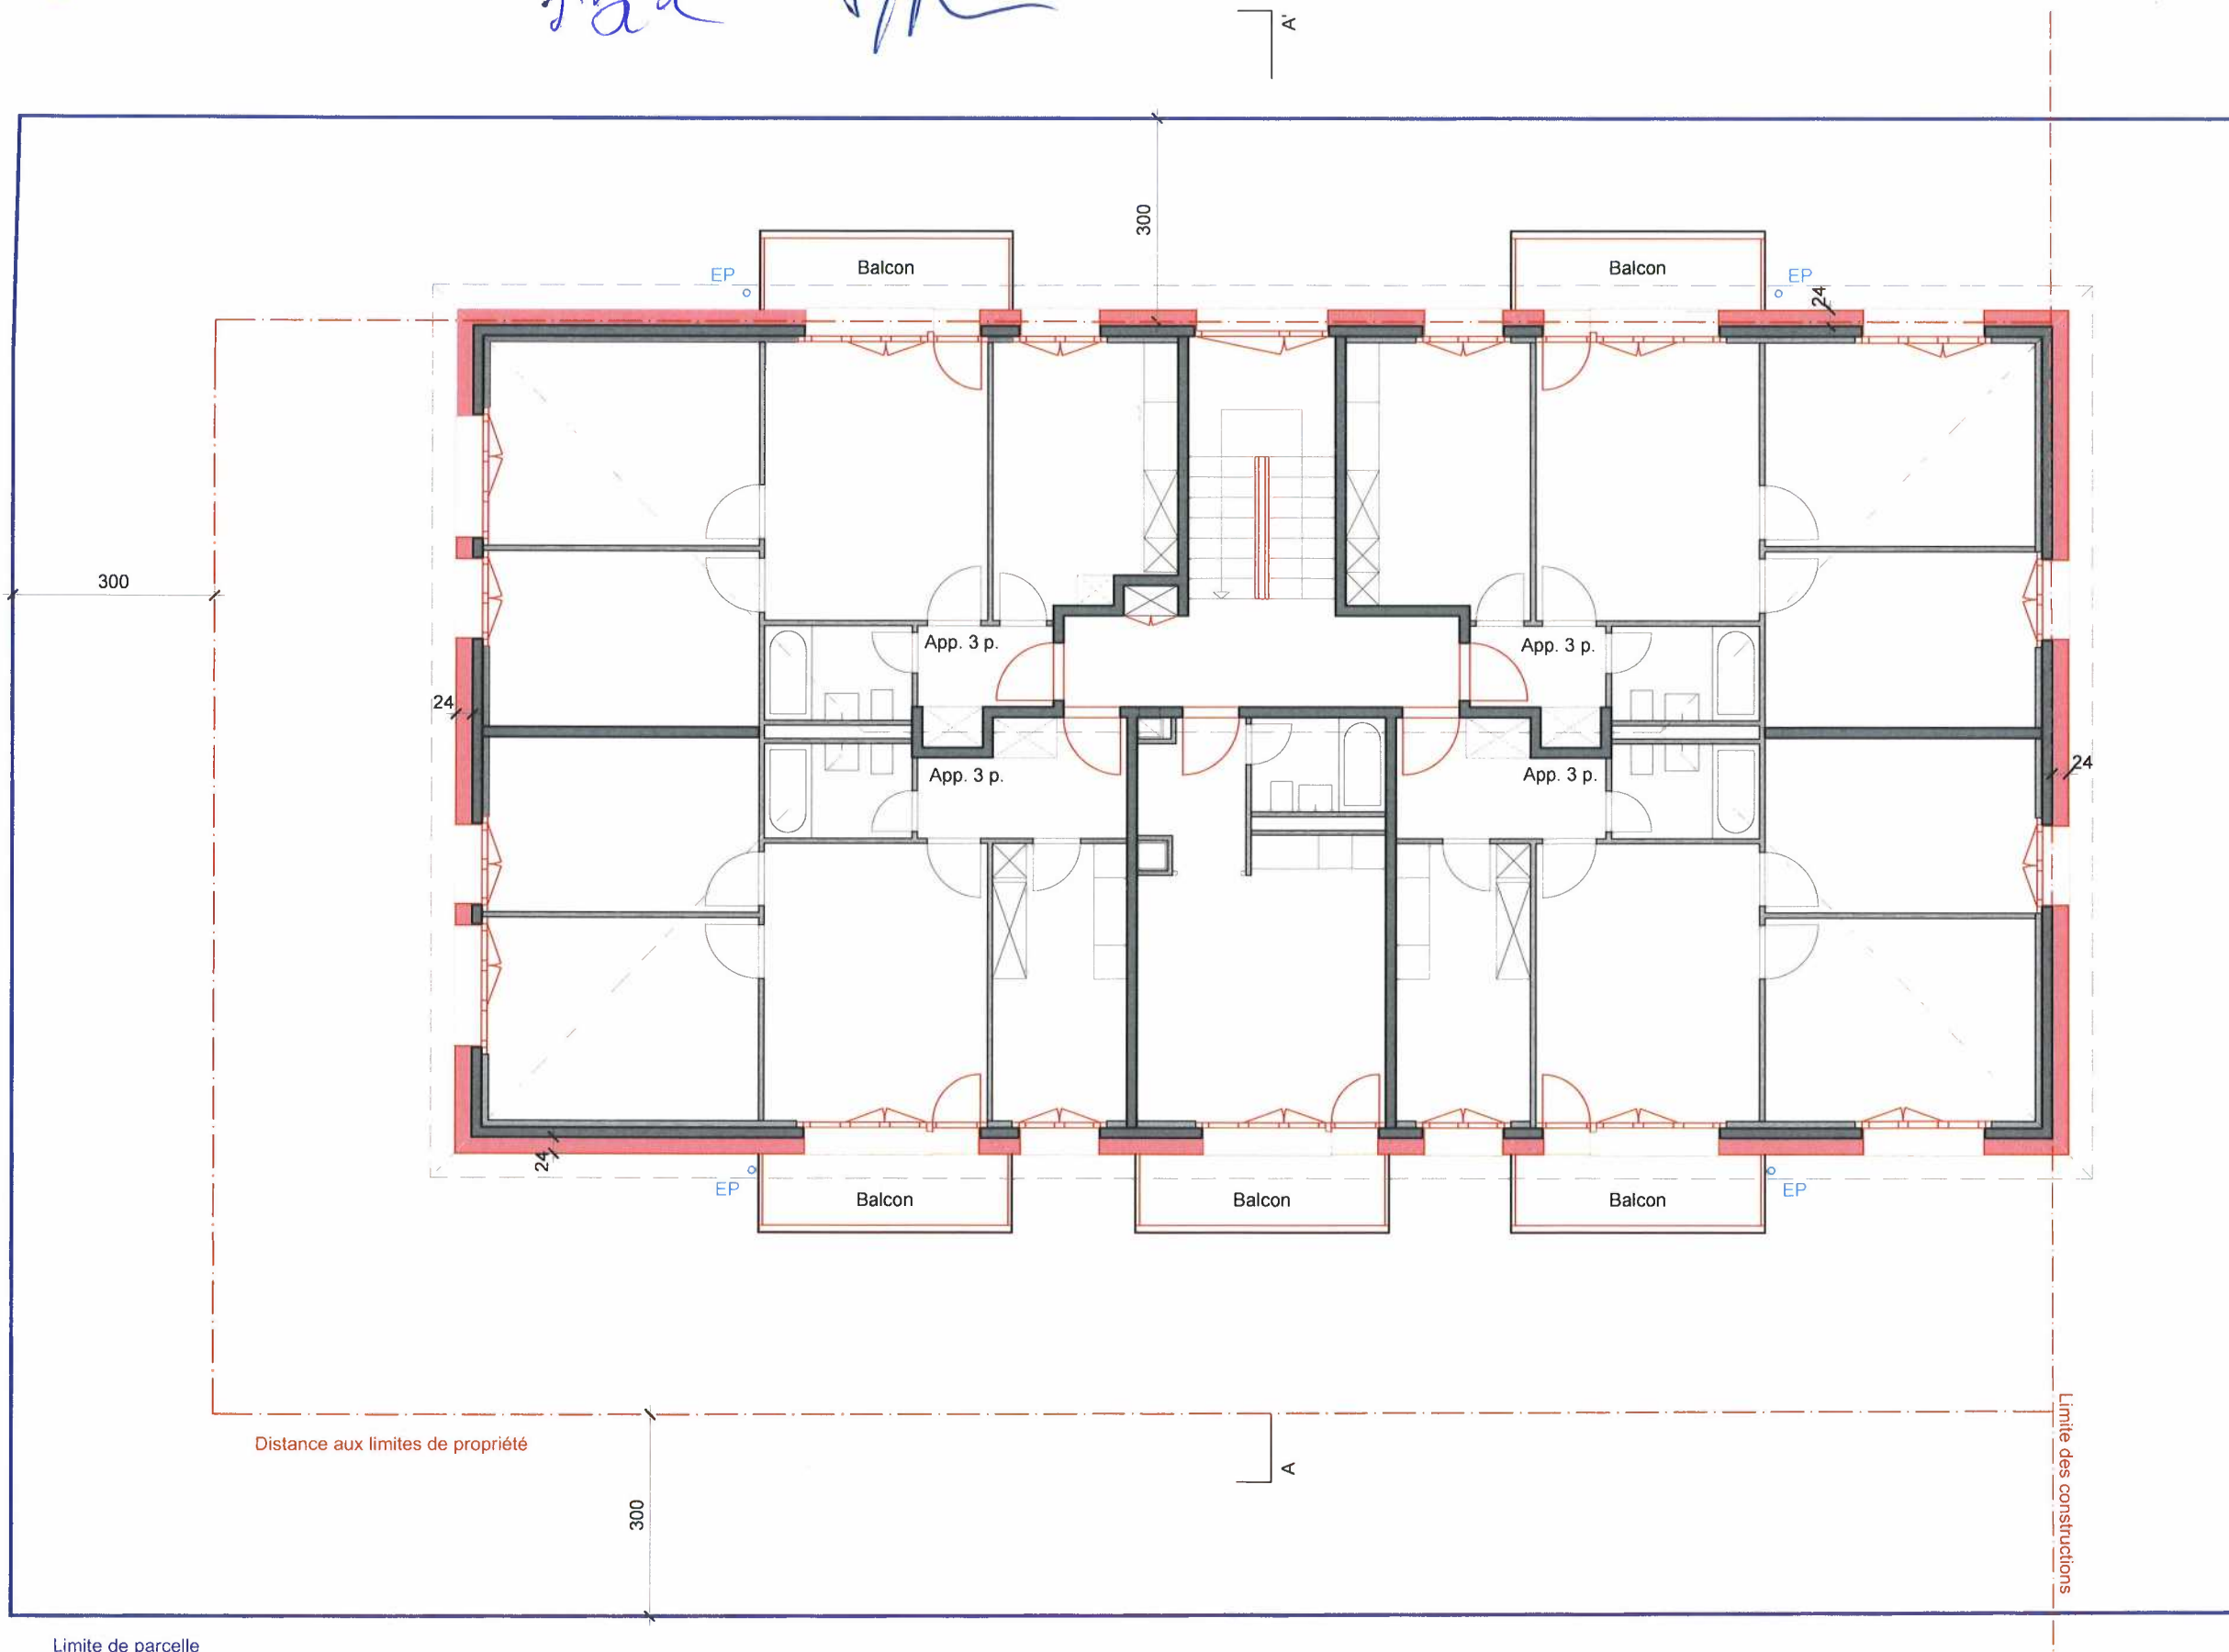 A'
300
EP
Balcon
Balcon
EP
24
300
App. 3 p.
App. 3 p.
24
App. 3 p.
App. 3 p.
24
24
EP
Balcon
Balcon
Balcon
EP
Distance aux limites de propriété
A
300
Limite des constructions
Limite de parcelle